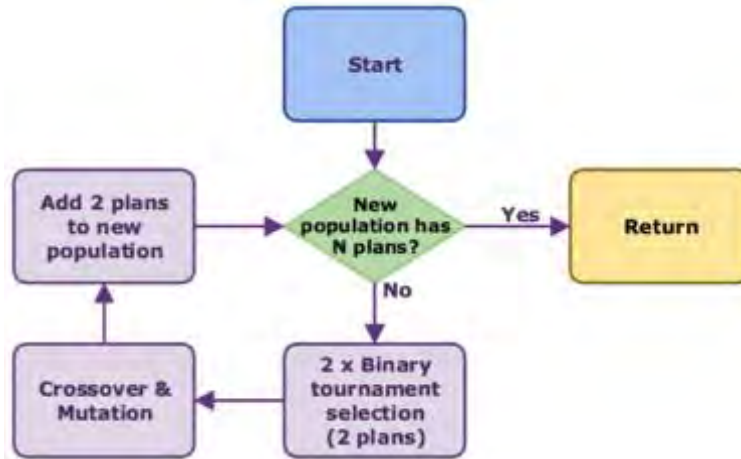 Start
Add 2 plans
to new
population
New
population has
N plans?
Yes
Return
No
Crossover &
Mutation
2 x Binary
tournament
selection
(2 plans)